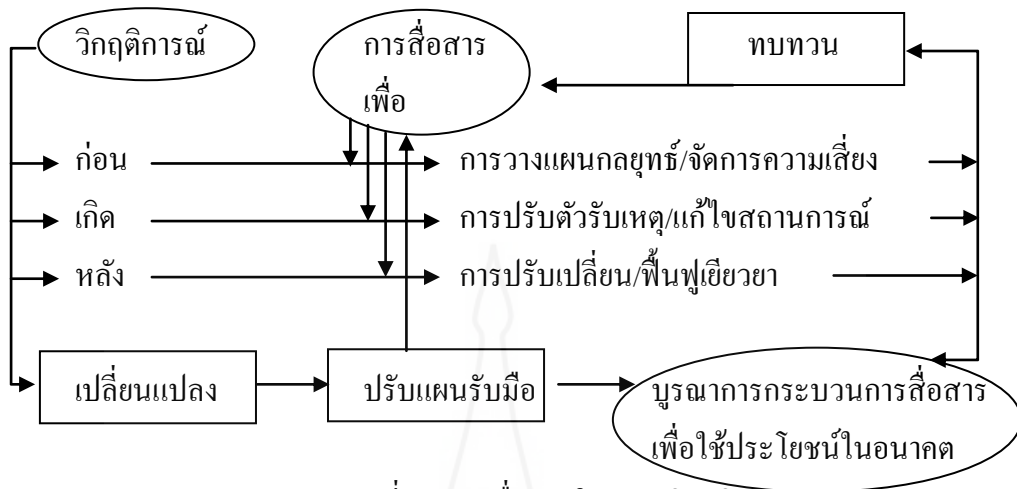 วิกฤติการณ์
การสื่อสาร
เพื่อ
ทบทวน
ก่อน
การวางแผนกลยุทธ์/จัดการความเสี่ยง
เกิด
การปรับตัวรับเหตุ/แก้ไขสถานการณ์
หลัง
การปรับเปลี่ยน/ฟื้นฟูเยียวยา
เปลี่ยนแปลง
ปรับแผนรับมือ
บูรณาการกระบวนการสื่อสาร
เพื่อใช้ประโยชน์ในอนาคต